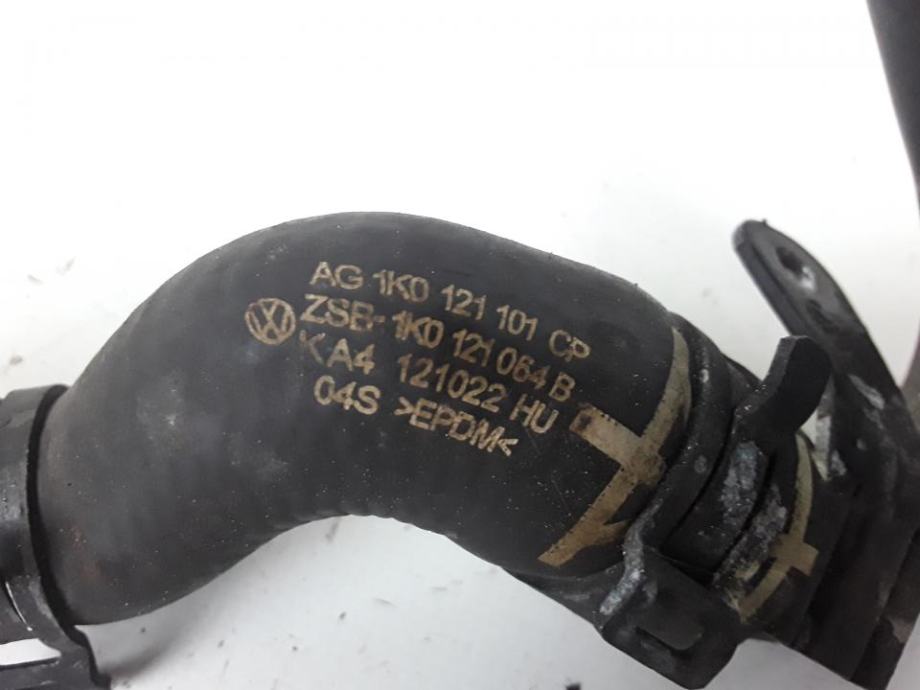 AG 1K0 121 101 CP
ZSB-1K0 121 064 B
KA4 121022 HU
04S >EPDM<